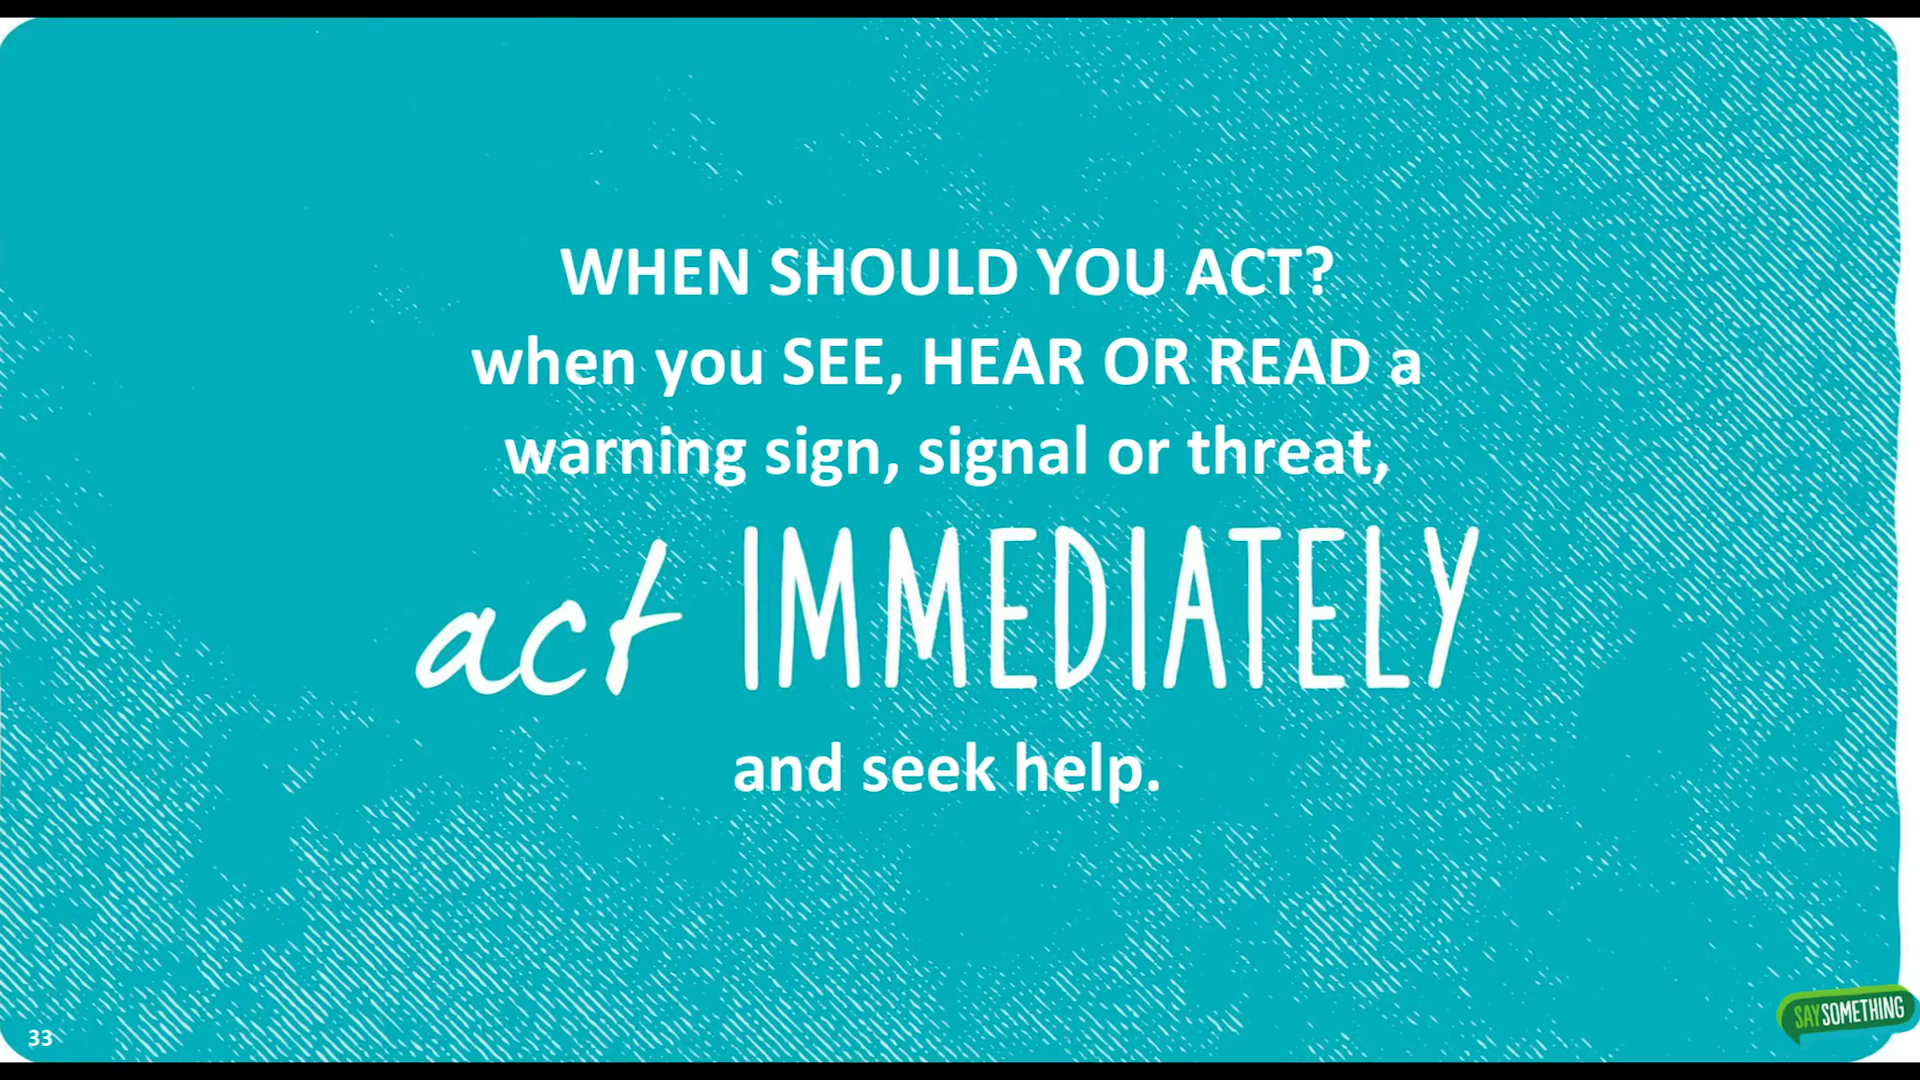 WHEN SHOULD YOU ACT?
when you SEE, HEAR OR READ a
warning sign, signal or threat,
act IMMEDIATELY
and seek help.
33
SAY SOMETHING